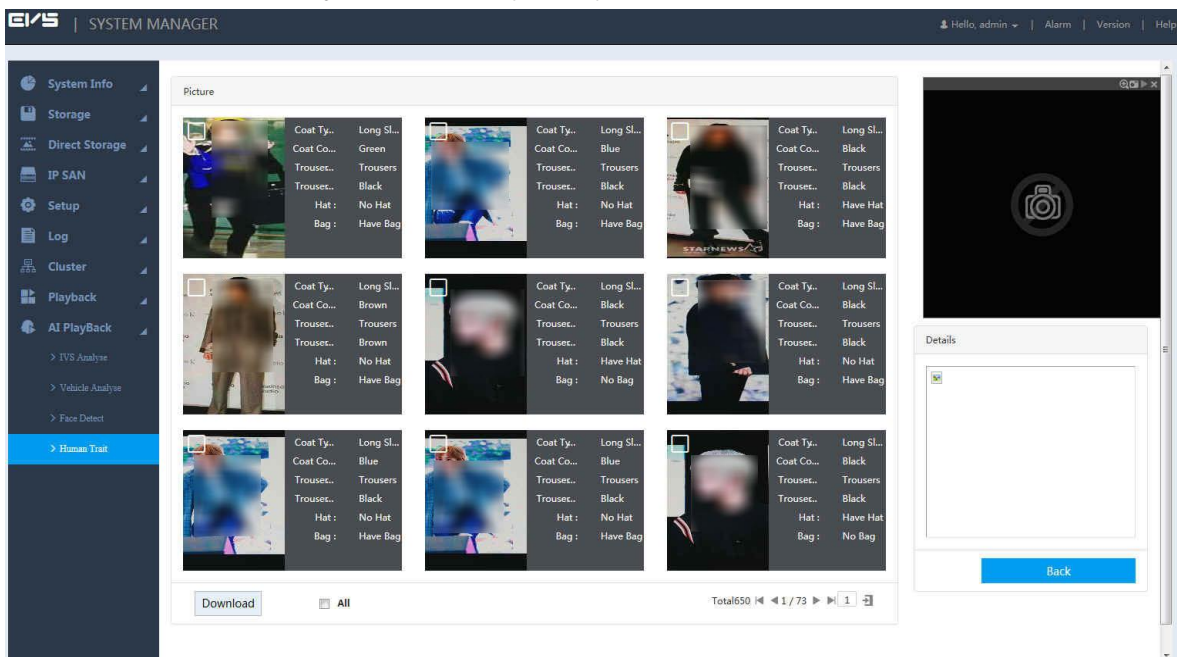 EVS | SYSTEM MANAGER
Hello, admin | Alarm | Version | Help
System Info
Storage
Direct Storage
IP SAN
Setup
Log
Cluster
Playback
AI PlayBack
> IVS Analyse
> Vehicle Analyse
> Face Detect
> Human Trait
Picture
Coat Ty... Long Sl...
Coat Co... Green
Trouser... Trousers
Trouser... Black
Hat : No Hat
Bag : Have Bag
Coat Ty... Long Sl...
Coat Co... Blue
Trouser... Trousers
Trouser... Black
Hat : No Hat
Bag : Have Bag
Coat Ty... Long Sl...
Coat Co... Black
Trouser... Trousers
Trouser... Black
Hat : Have Hat
Bag : Have Bag
STARNEWS
Coat Ty... Long Sl...
Coat Co... Brown
Trouser... Trousers
Trouser... Brown
Hat : No Hat
Bag : Have Bag
Coat Ty... Long Sl...
Coat Co... Black
Trouser... Trousers
Trouser... Black
Hat : Have Hat
Bag : No Bag
Coat Ty... Long Sl...
Coat Co... Black
Trouser... Trousers
Trouser... Black
Hat : No Hat
Bag : Have Bag
Coat Ty... Long Sl...
Coat Co... Blue
Trouser... Trousers
Trouser... Black
Hat : No Hat
Bag : Have Bag
Coat Ty... Long Sl...
Coat Co... Blue
Trouser... Trousers
Trouser... Black
Hat : No Hat
Bag : Have Bag
Coat Ty... Long Sl...
Coat Co... Black
Trouser... Trousers
Trouser... Black
Hat : Have Hat
Bag : No Bag
Download All Total650 1 / 73 1
Details
Back